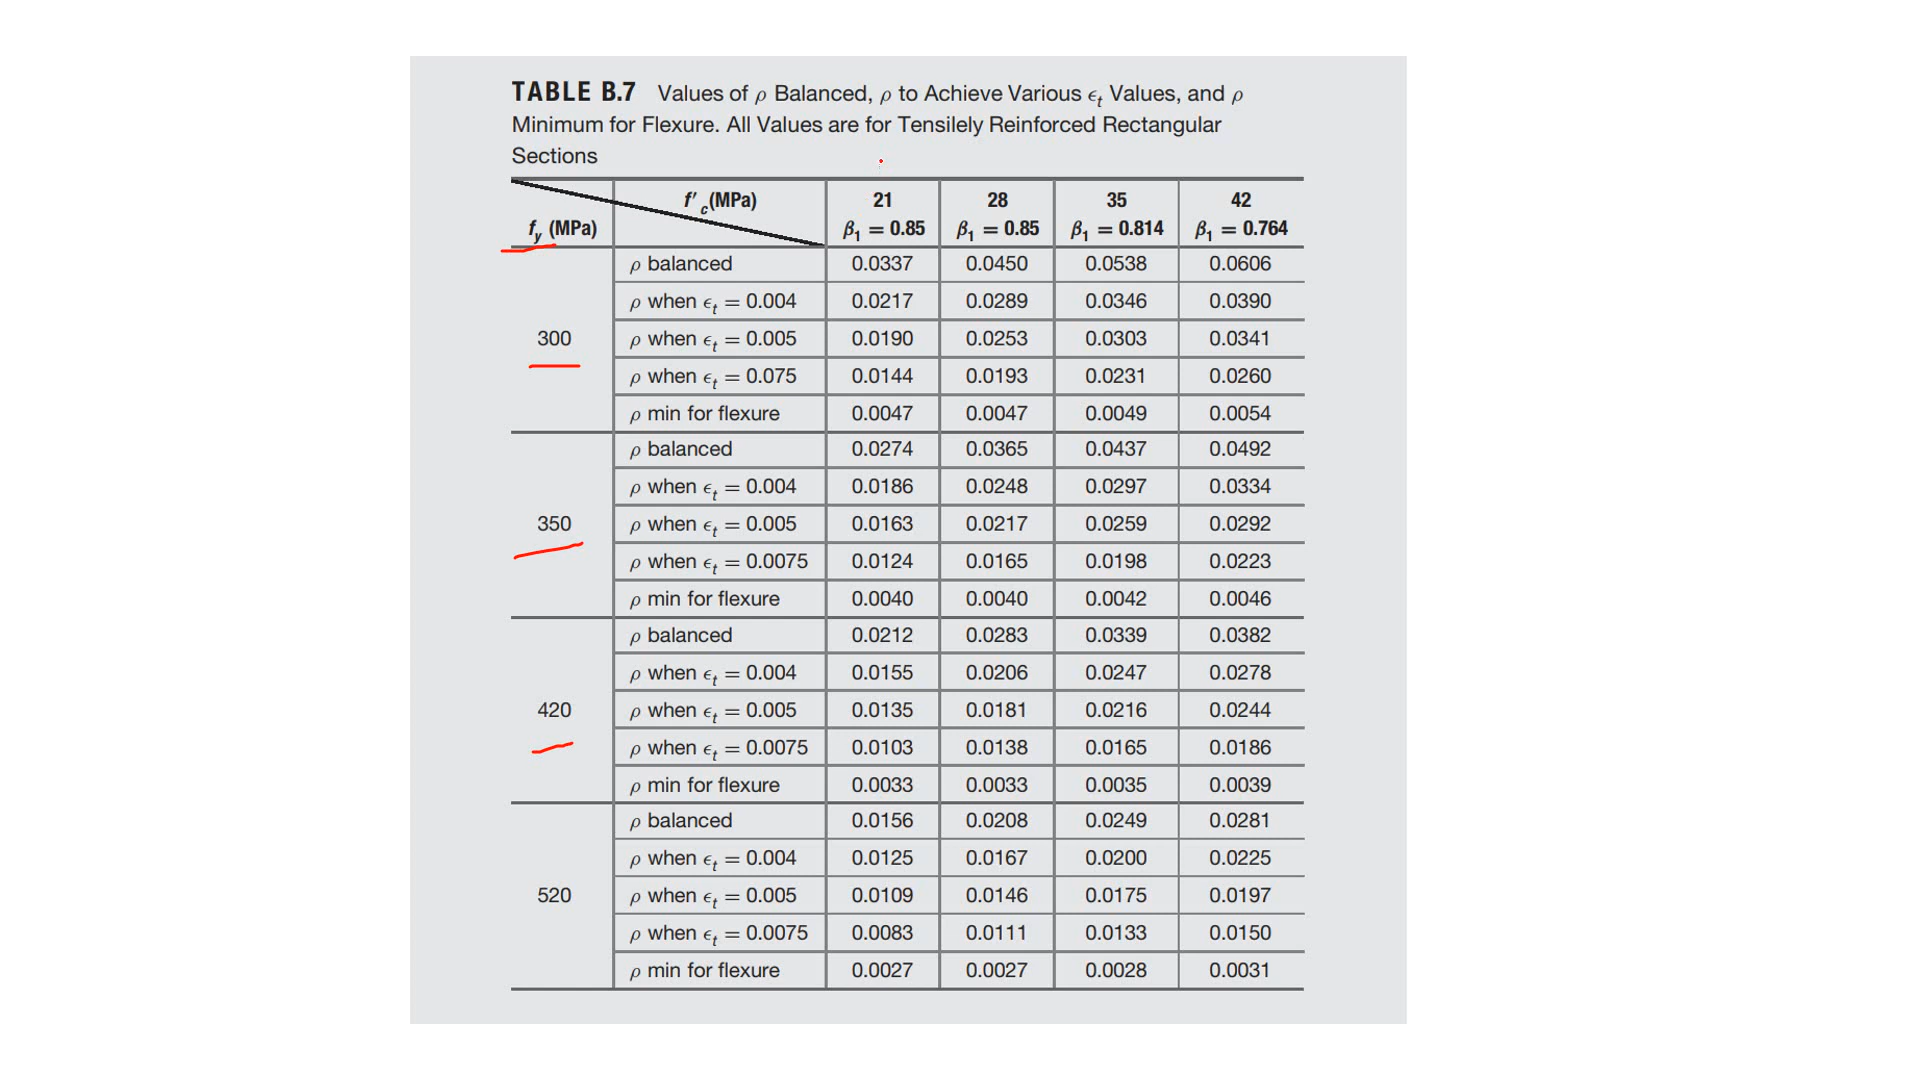 TABLE B.7 Values of ρ Balanced, ρ to Achieve Various ϵt Values, and ρ
Minimum for Flexure. All Values are for Tensilely Reinforced Rectangular
Sections
f′c (MPa) 21 28 35 42
fy (MPa) β1 = 0.85 β1 = 0.85 β1 = 0.814 β1 = 0.764
ρ balanced 0.0337 0.0450 0.0538 0.0606
ρ when ϵt = 0.004 0.0217 0.0289 0.0346 0.0390
300 ρ when ϵt = 0.005 0.0190 0.0253 0.0303 0.0341
ρ when ϵt = 0.075 0.0144 0.0193 0.0231 0.0260
ρ min for flexure 0.0047 0.0047 0.0049 0.0054
ρ balanced 0.0274 0.0365 0.0437 0.0492
ρ when ϵt = 0.004 0.0186 0.0248 0.0297 0.0334
350 ρ when ϵt = 0.005 0.0163 0.0217 0.0259 0.0292
ρ when ϵt = 0.0075 0.0124 0.0165 0.0198 0.0223
ρ min for flexure 0.0040 0.0040 0.0042 0.0046
ρ balanced 0.0212 0.0283 0.0339 0.0382
ρ when ϵt = 0.004 0.0155 0.0206 0.0247 0.0278
420 ρ when ϵt = 0.005 0.0135 0.0181 0.0216 0.0244
ρ when ϵt = 0.0075 0.0103 0.0138 0.0165 0.0186
ρ min for flexure 0.0033 0.0033 0.0035 0.0039
ρ balanced 0.0156 0.0208 0.0249 0.0281
ρ when ϵt = 0.004 0.0125 0.0167 0.0200 0.0225
520 ρ when ϵt = 0.005 0.0109 0.0146 0.0175 0.0197
ρ when ϵt = 0.0075 0.0083 0.0111 0.0133 0.0150
ρ min for flexure 0.0027 0.0027 0.0028 0.0031